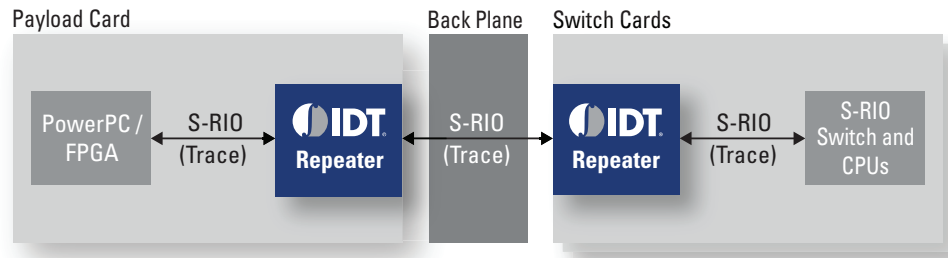 Payload Card
Back Plane
Switch Cards
PowerPC /
FPGA
S-RIO
(Trace)
IDT.
Repeater
S-RIO
(Trace)
IDT.
Repeater
S-RIO
(Trace)
S-RIO
Switch and
CPUs